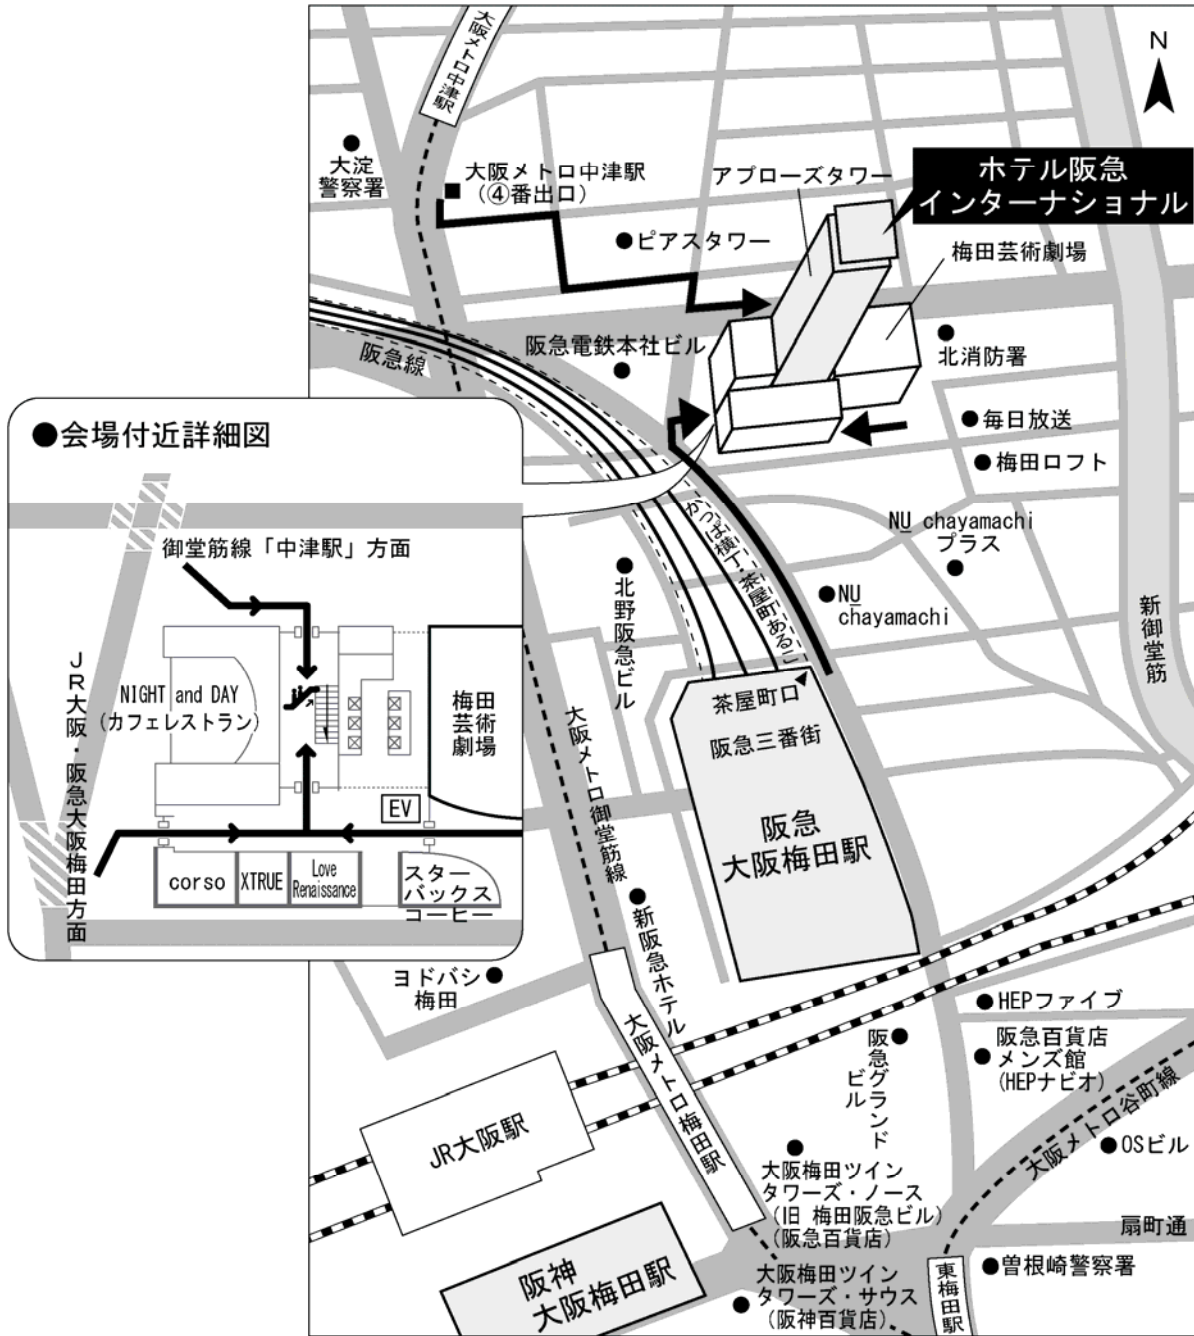 N
大阪メトロ中津駅
大淀
警察署
大阪メトロ中津駅
(④番出口)
アプローズタワー
ホテル阪急
インターナショナル
ピアスタワー
梅田芸術劇場
阪急線
阪急電鉄本社ビル
北消防署
毎日放送
梅田ロフト
NU chayamachi
プラス
NU
chayamachi
かっぱ横丁・茶屋町あるこ
北野阪急ビル
新御堂筋
茶屋町口
阪急三番街
阪急
大阪梅田駅
大阪メトロ御堂筋線
新阪急ホテル
ヨドバシ
梅田
大阪メトロ梅田駅
JR大阪駅
HEPファイブ
阪急百貨店
メンズ館
(HEPナビオ)
阪急グランド
ビル
大阪メトロ谷町線
OSビル
大阪梅田ツイン
タワーズ・ノース
(旧 梅田阪急ビル)
(阪急百貨店)
扇町通
阪神
大阪梅田駅
大阪梅田ツイン
タワーズ・サウス
(阪神百貨店)
東梅田駅
曽根崎警察署
●会場付近詳細図
御堂筋線「中津駅」方面
JR大阪・阪急大阪梅田方面
NIGHT and DAY
(カフェレストラン)
梅田
芸術
劇場
EV
corso
XTRUE
Love
Renaissance
スター
バックス
コーヒー